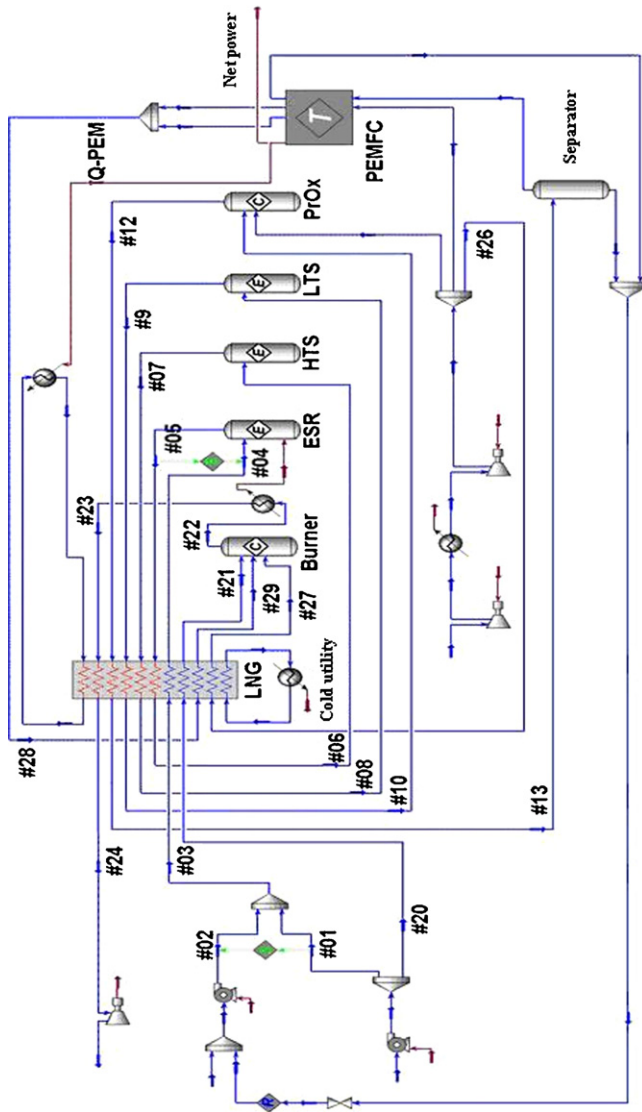 Net power
IQ-PEM
PEMFC
T
Separator
#12
PrOx
C
#26
#9
LTS
E
#07
HTS
E
#05
#04
ESR
E
#23
#22
Burner
C
#21
#29
#27
LNG
Cold utility
#28
#06
#08
#10
#13
#24
#03
#02
#01
#20
R